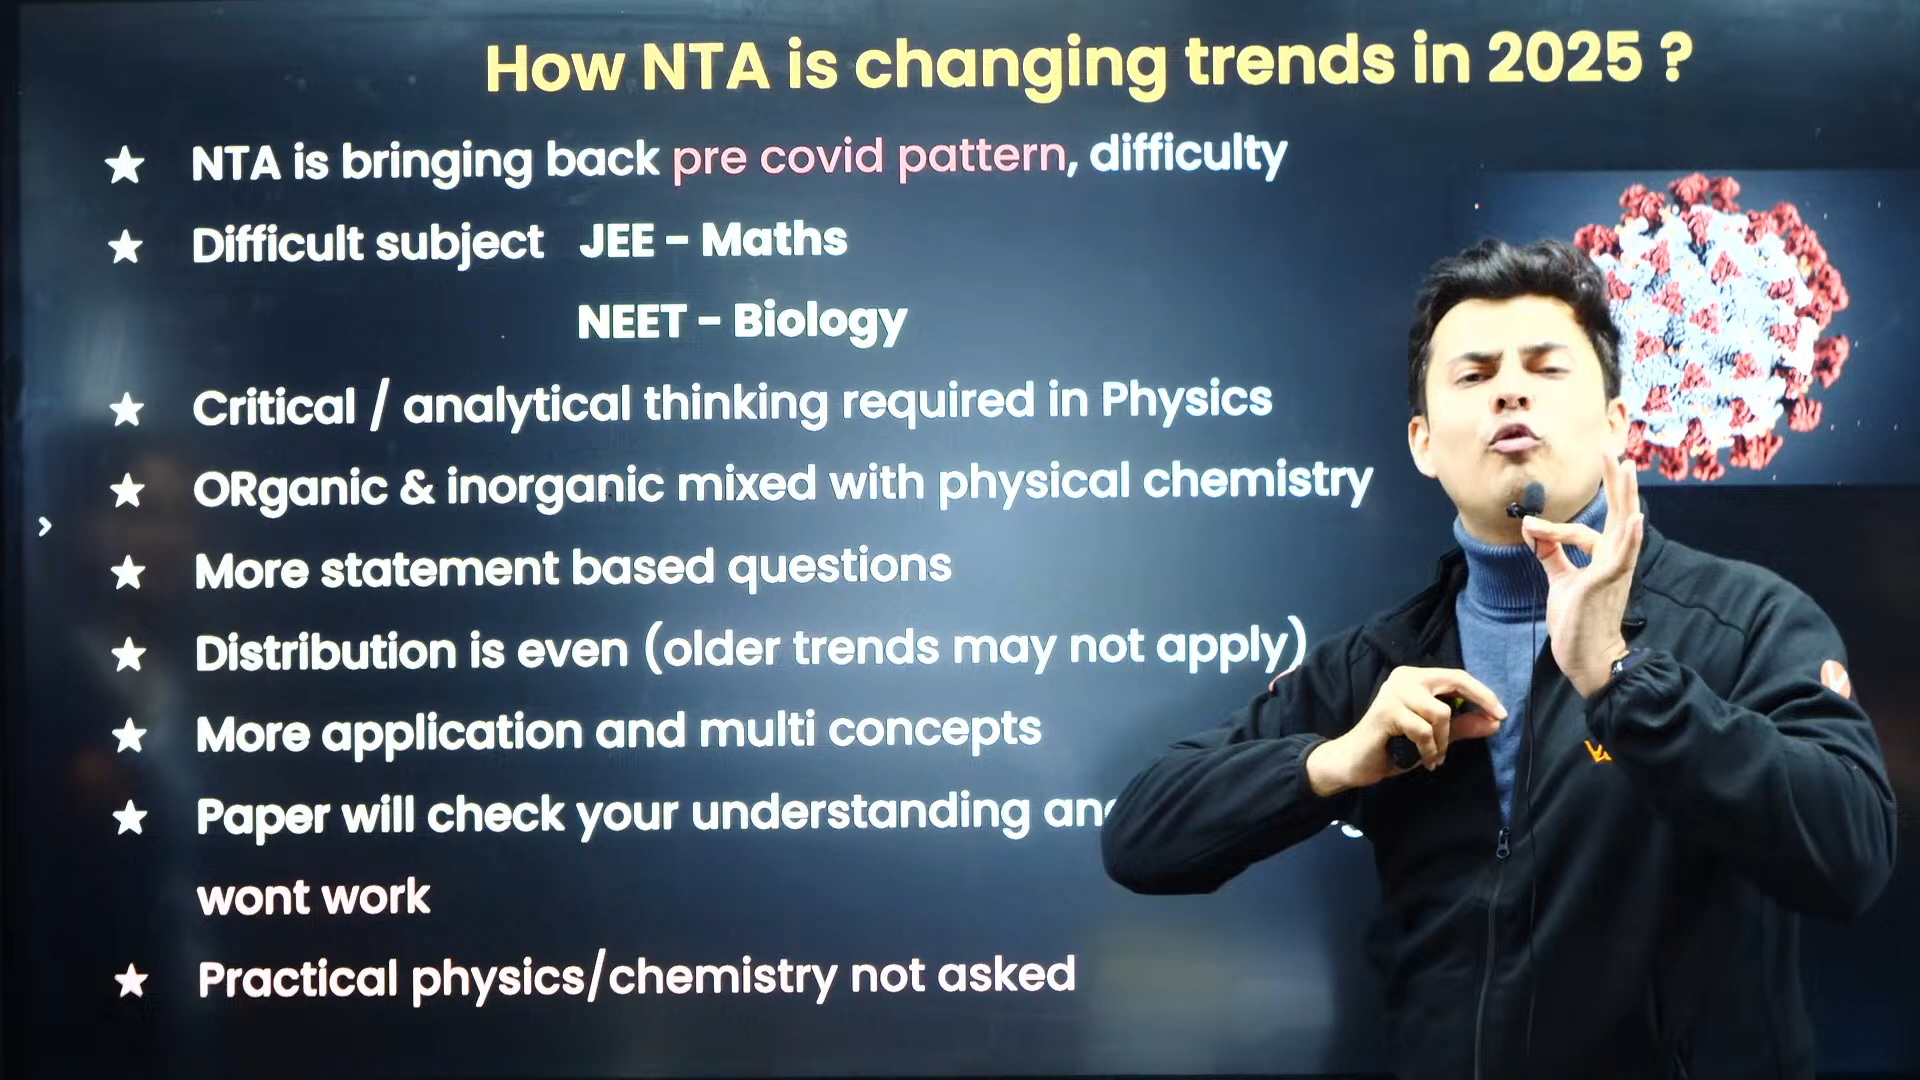 How NTA is changing trends in 2025 ?
★ NTA is bringing back pre covid pattern, difficulty
★ Difficult subject JEE - Maths
NEET - Biology
★ Critical / analytical thinking required in Physics
★ ORganic & inorganic mixed with physical chemistry
★ More statement based questions
★ Distribution is even (older trends may not apply)
★ More application and multi concepts
★ Paper will check your understanding
wont work
★ Practical physics/chemistry not asked